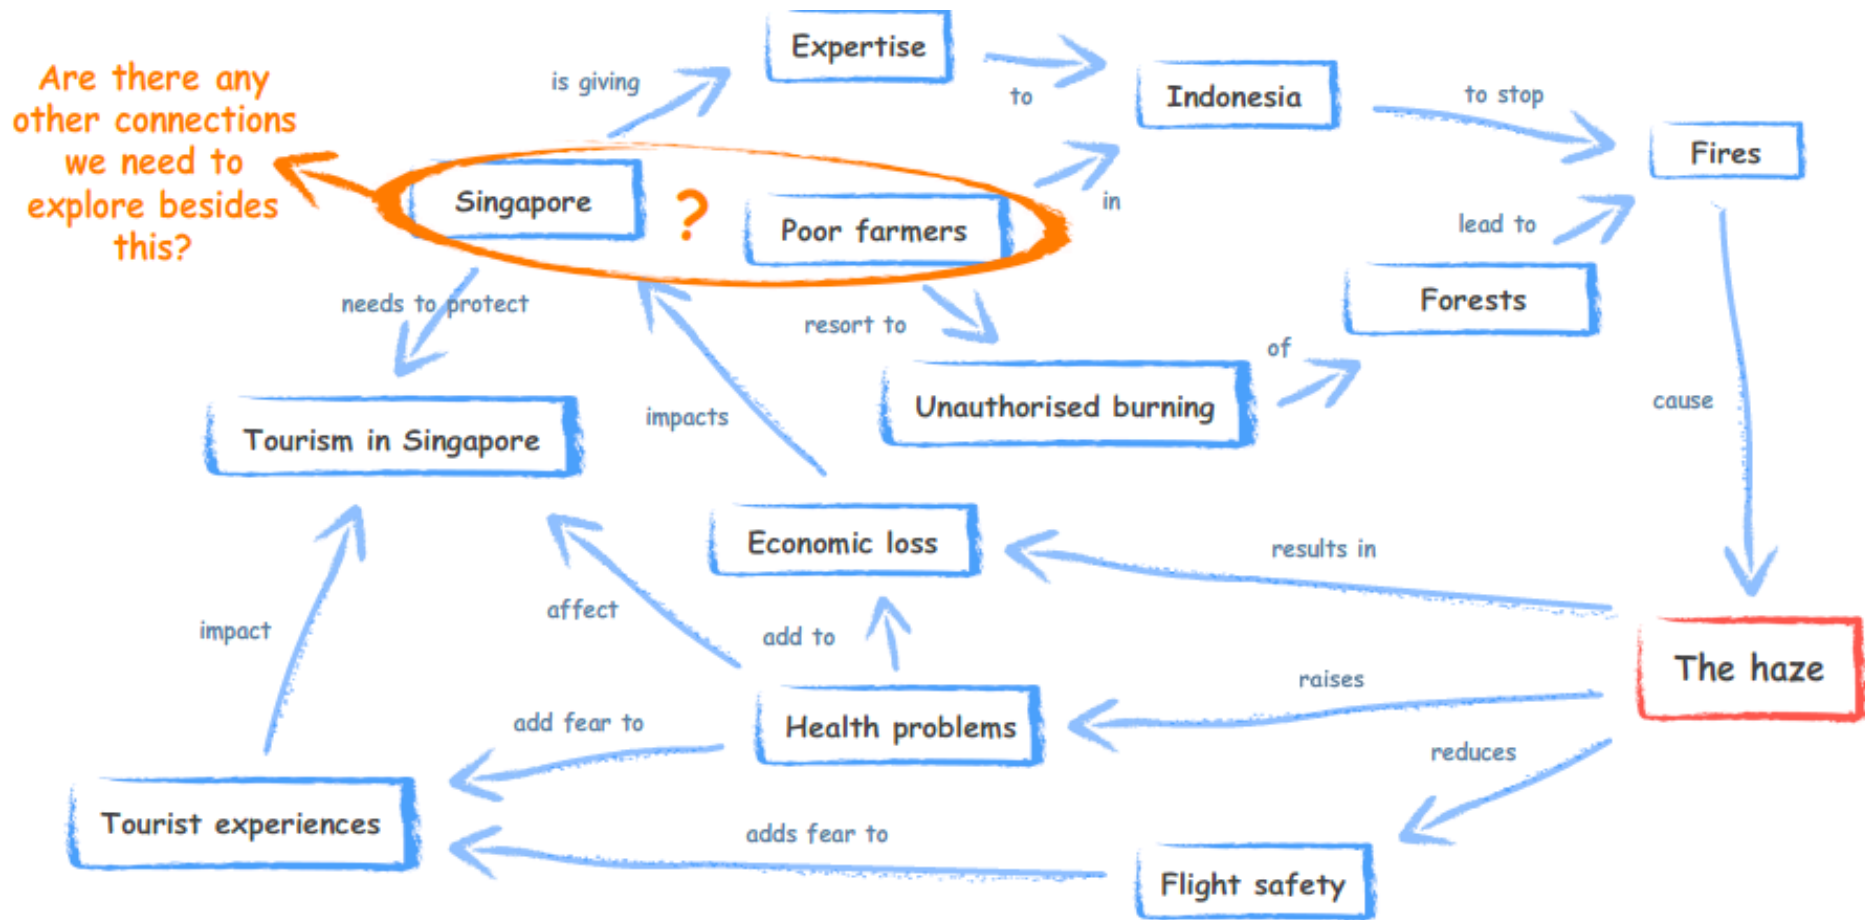 Expertise
Are there any
other connections
we need to
explore besides
this?
is giving
to
Indonesia
to stop
Fires
Singapore
?
Poor farmers
in
lead to
Forests
needs to protect
resort to
of
Unauthorised burning
cause
impacts
Tourism in Singapore
Economic loss
results in
affect
add to
impact
The haze
raises
Health problems
add fear to
reduces
Tourist experiences
adds fear to
Flight safety